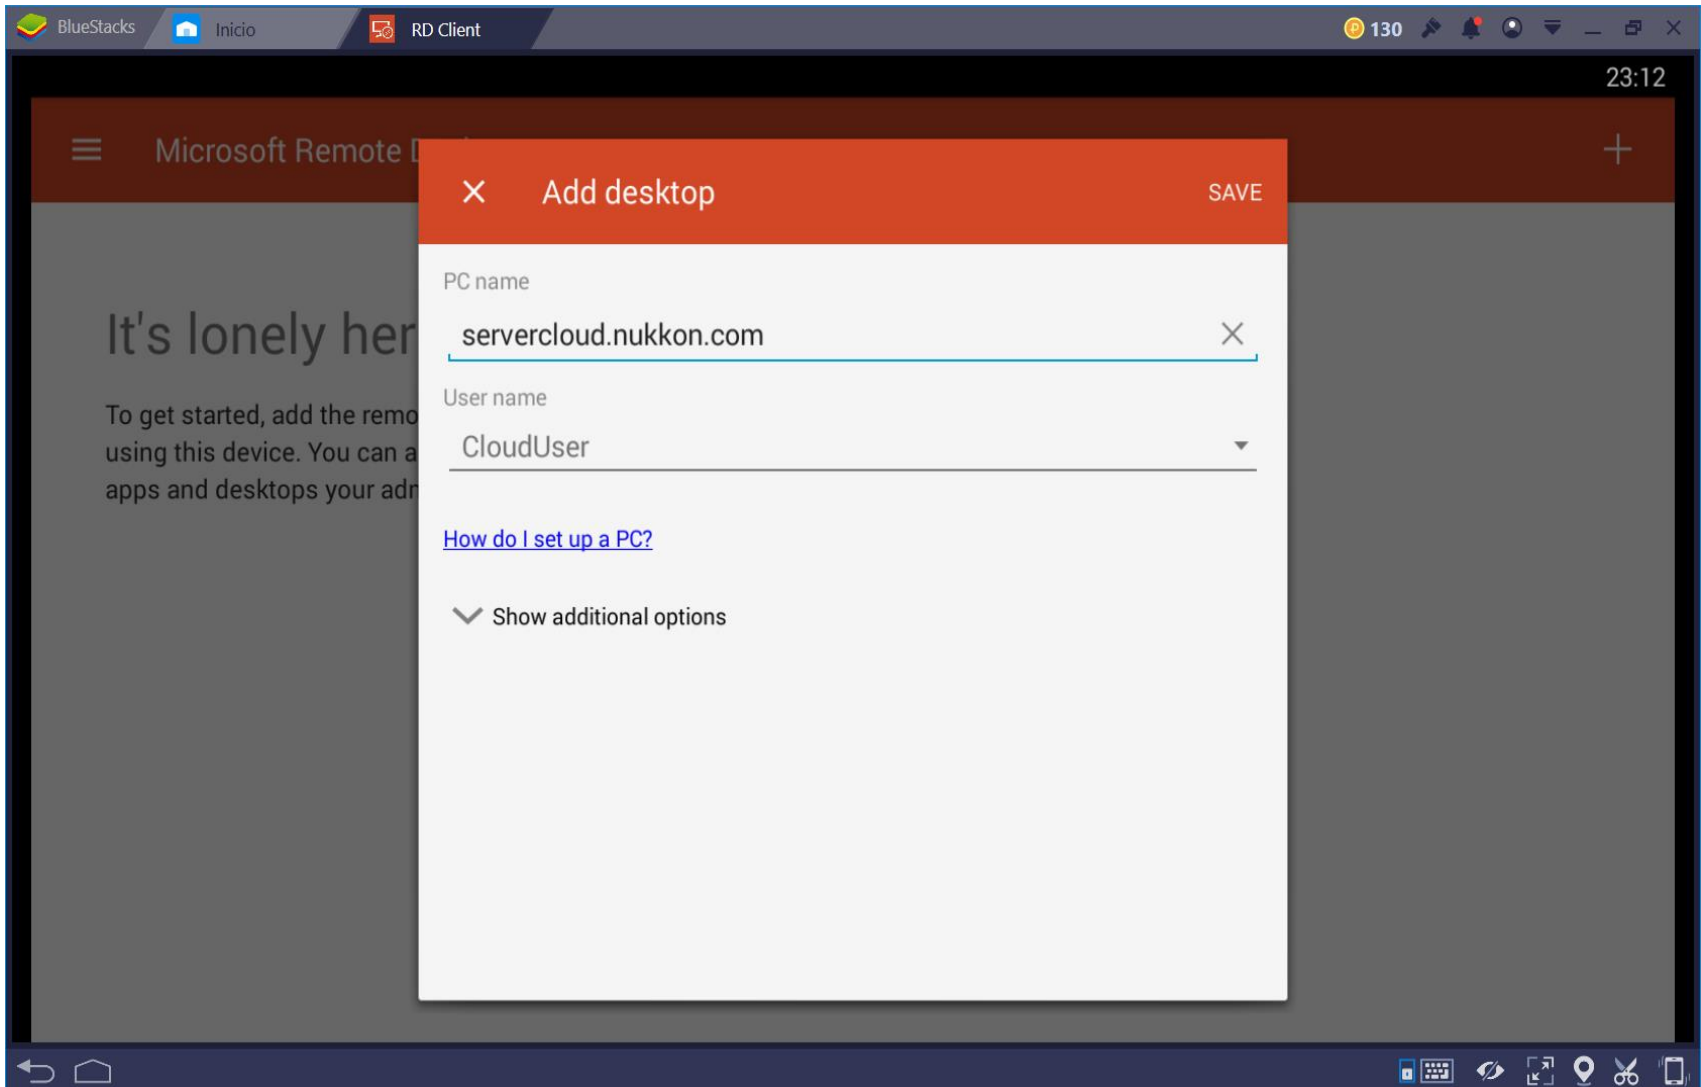 BlueStacks
Inicio
RD Client
130
23:12
Microsoft Remote
Add desktop
SAVE
PC name
servercloud.nukkon.com
It's lonely her
User name
CloudUser
To get started, add the remo
using this device. You can a
apps and desktops your adm
How do I set up a PC?
Show additional options